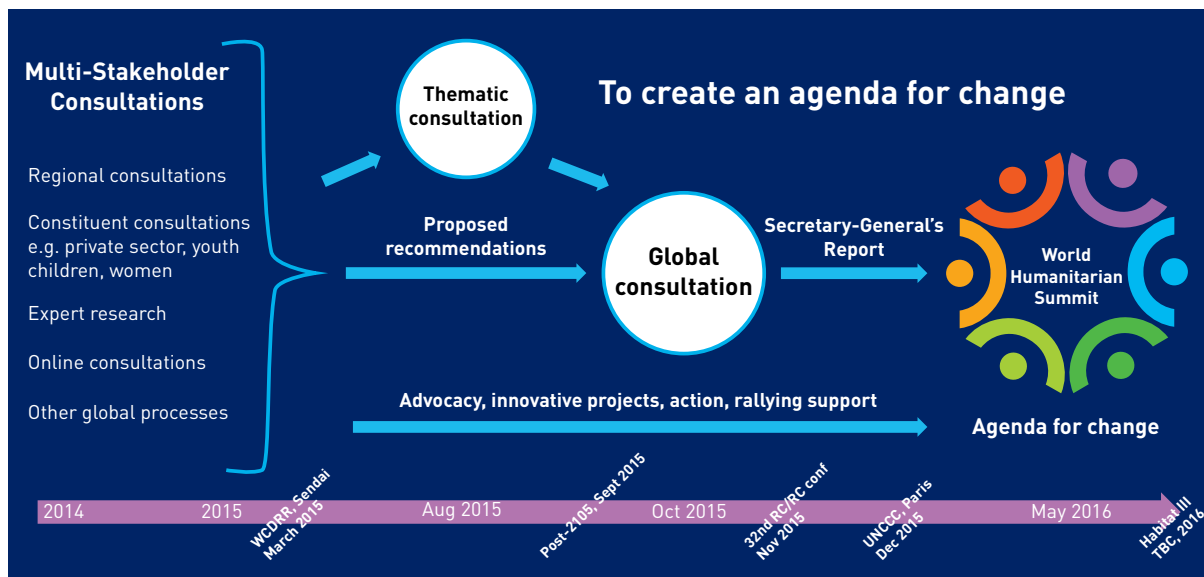 Multi-Stakeholder
Consultations
Regional consultations
Constituent consultations
e.g. private sector, youth
children, women
Expert research
Online consultations
Other global processes
Thematic
consultation
To create an agenda for change
Proposed
recommendations
Global
consultation
Secretary-General's
Report
World
Humanitarian
Summit
Advocacy, innovative projects, action, rallying support
Agenda for change
2014
2015
WCDRR, Sendai
March 2015
Aug 2015
Post-2105, Sept 2015
Oct 2015
32nd RC/RC conf
Nov 2015
UNCCC, Paris
Dec 2015
May 2016
Habitat III
TBC, 2016